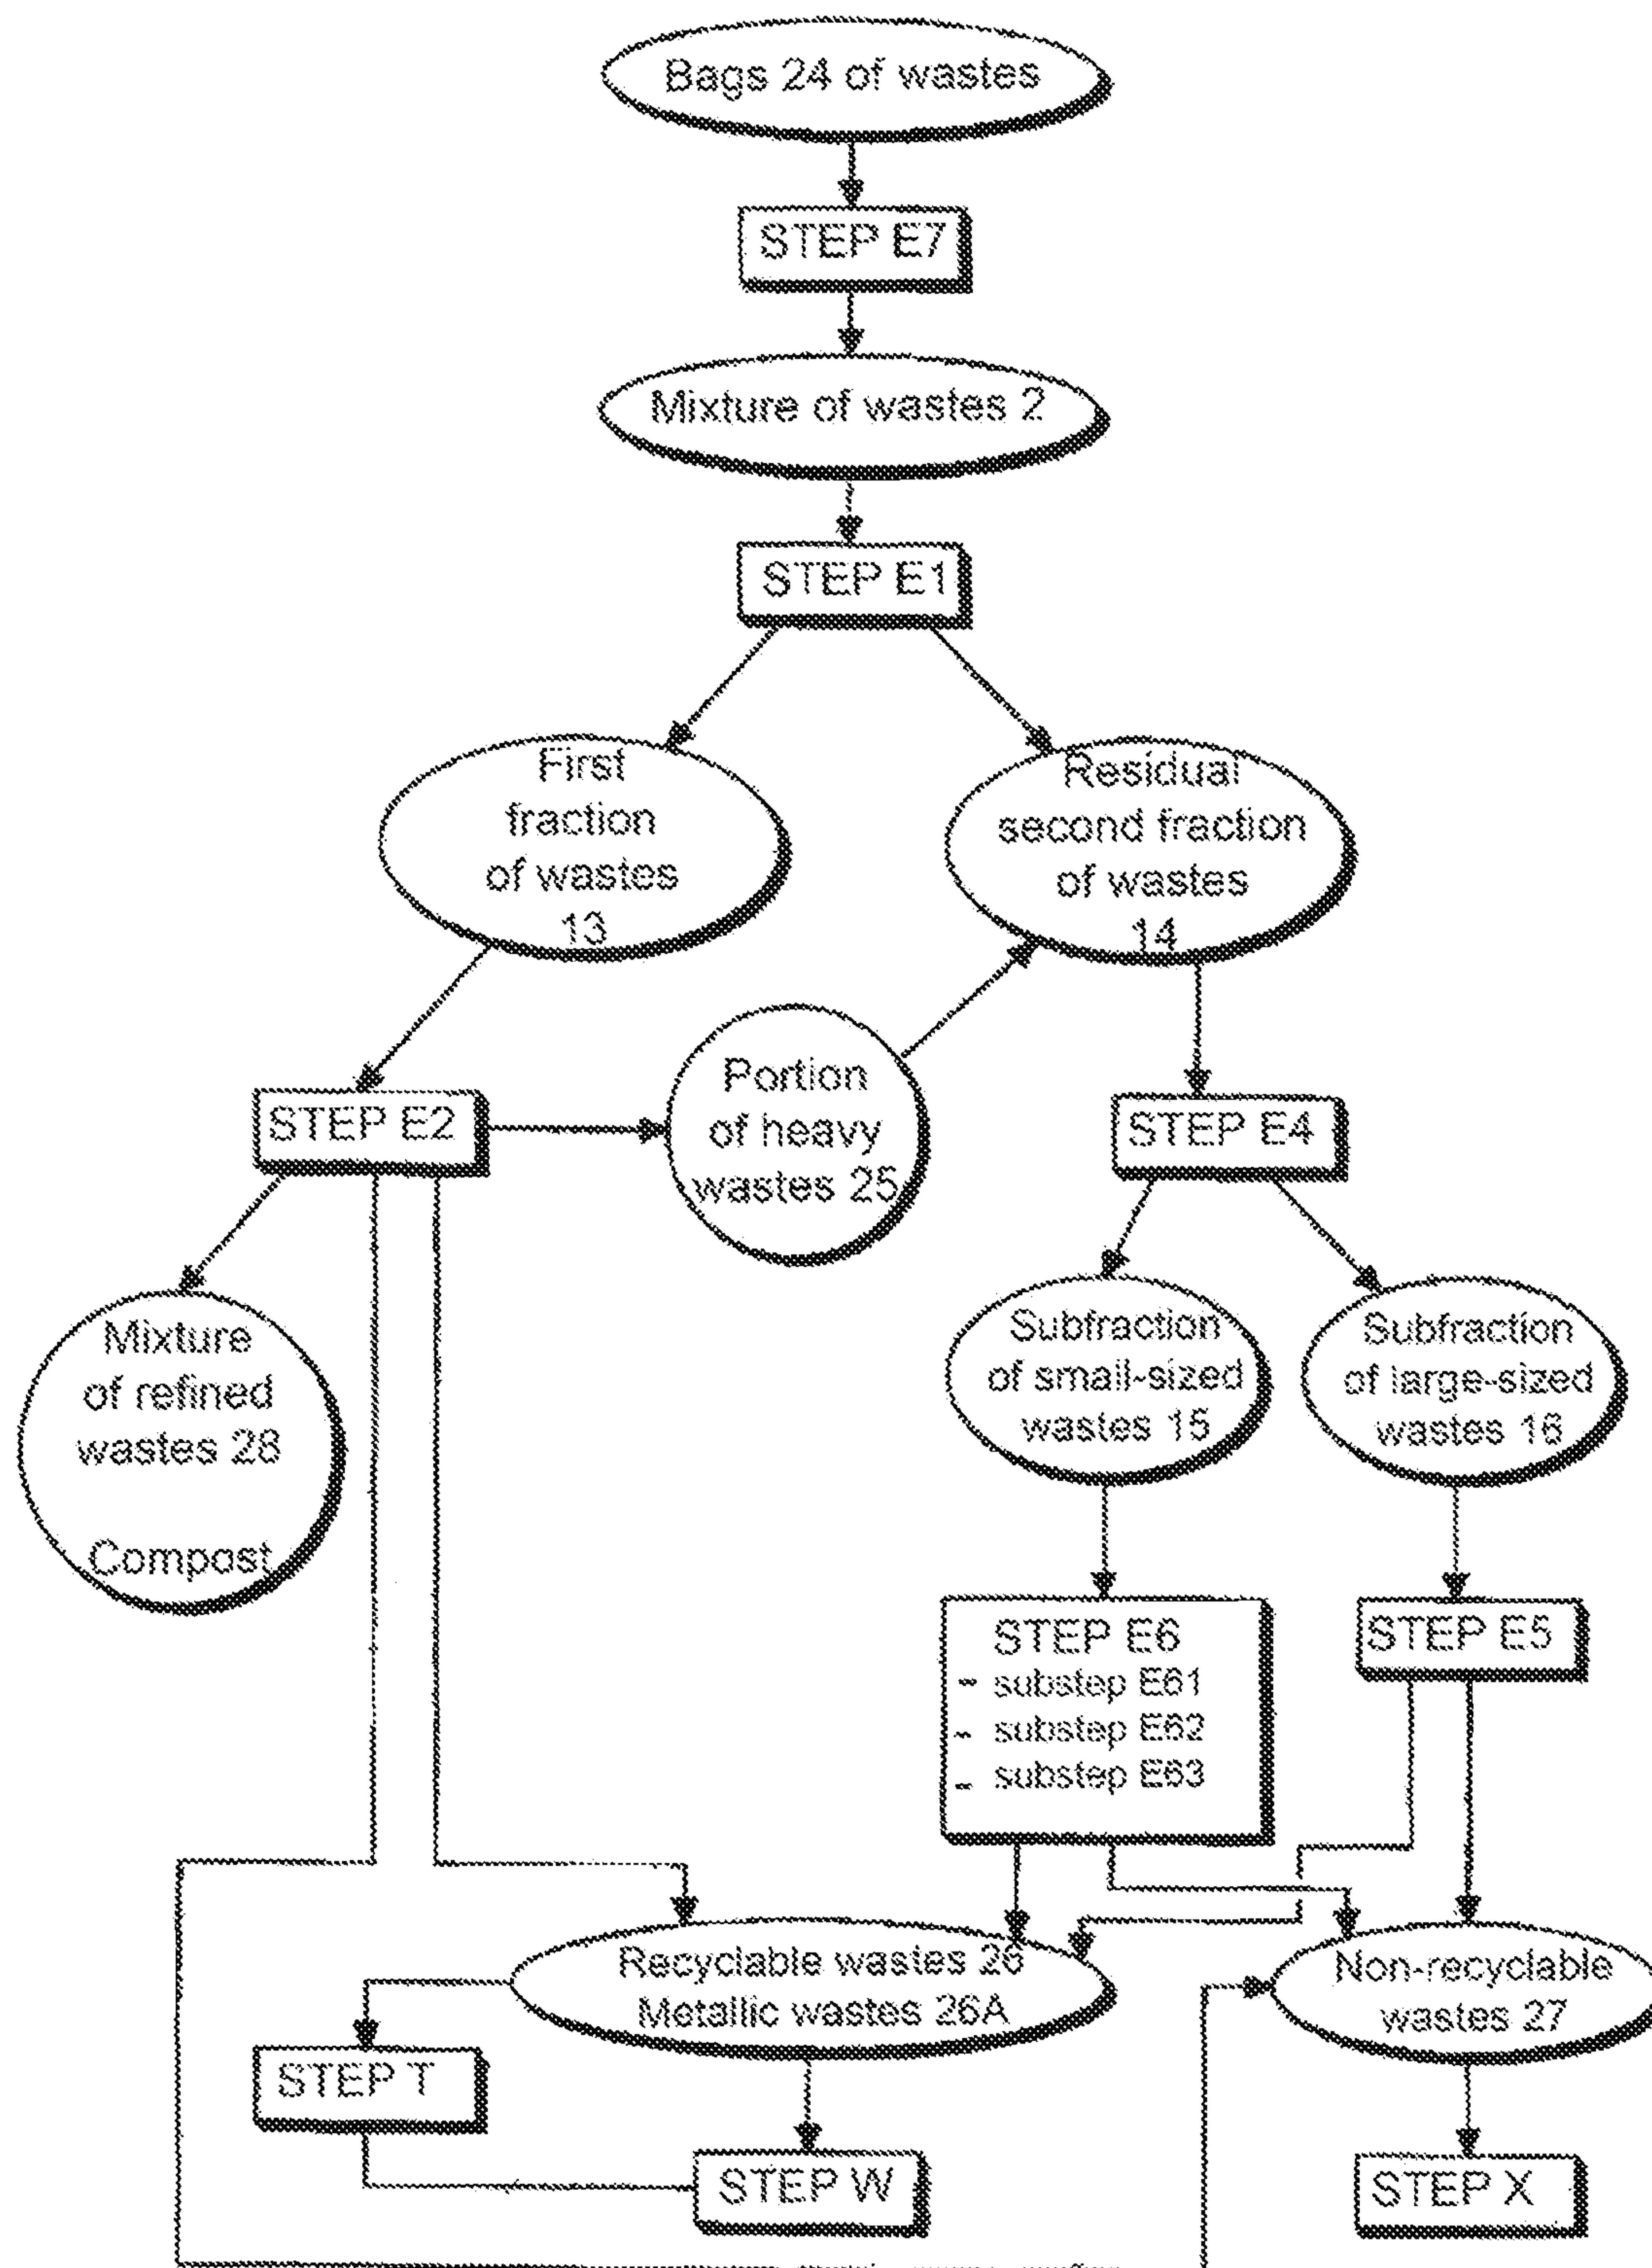 Bags 24 of wastes
STEP E7
Mixture of wastes 2
STEP E1
First
fraction
of wastes
13
Residual
second fraction
of wastes
14
Portion
of heavy
wastes 25
STEP E2
STEP E4
Mixture
of refined
wastes 28
Compost
Subfraction
of small-sized
wastes 15
Subfraction
of large-sized
wastes 16
STEP E6
- substep E61
- substep E62
- substep E63
STEP E5
Recyclable wastes 26
Metallic wastes 26A
Non-recyclable
wastes 27
STEP T
STEP W
STEP X